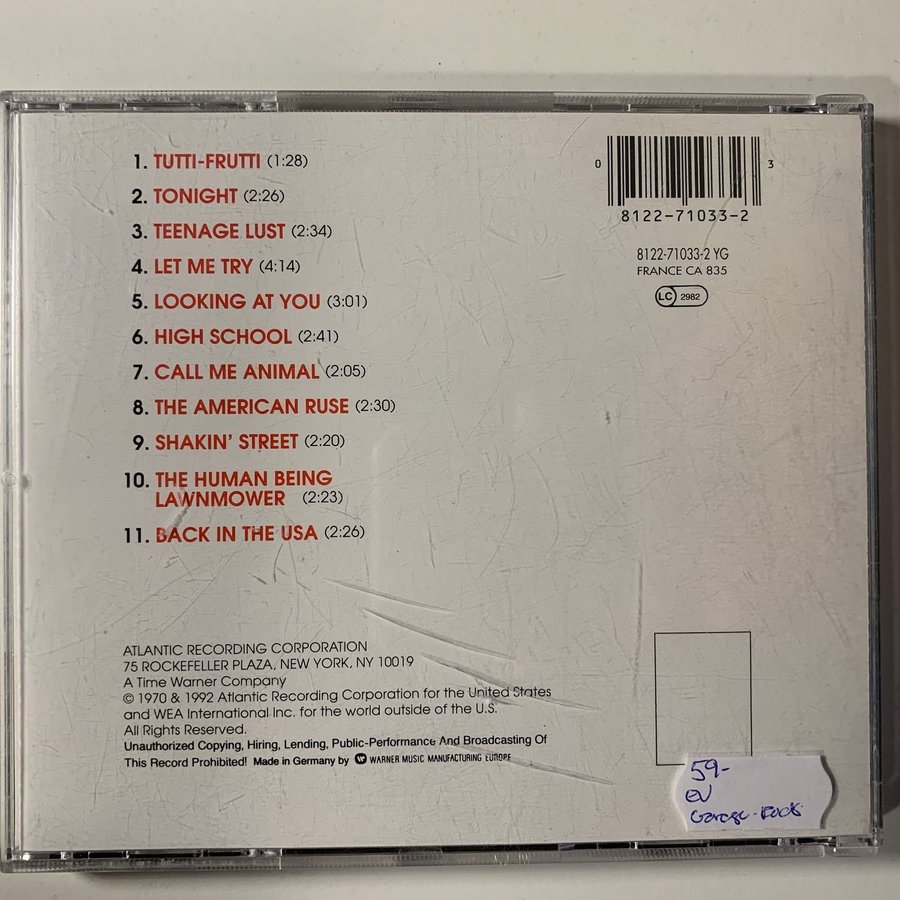 1. TUTTI-FRUTTI (1:28)
2. TONIGHT (2:26)
3. TEENAGE LUST (2:34)
4. LET ME TRY (4:14)
5. LOOKING AT YOU (3:01)
6. HIGH SCHOOL (2:41)
7. CALL ME ANIMAL (2:05)
8. THE AMERICAN RUSE (2:30)
9. SHAKIN' STREET (2:20)
10. THE HUMAN BEING
LAWNMOWER (2:23)
11. BACK IN THE USA (2:26)
0 3
8122-71033-2
8122-71033-2 YG
FRANCE CA 835
LC 2982
ATLANTIC RECORDING CORPORATION
75 ROCKEFELLER PLAZA, NEW YORK, NY 10019
A Time Warner Company
© 1970 & 1992 Atlantic Recording Corporation for the United States
and WEA International Inc. for the world outside of the U.S.
All Rights Reserved.
Unauthorized Copying, Hiring, Lending, Public-Performance And Broadcasting Of
This Record Prohibited! Made in Germany by WARNER MUSIC MANUFACTURING EUROPE
59-
Garage-Rock